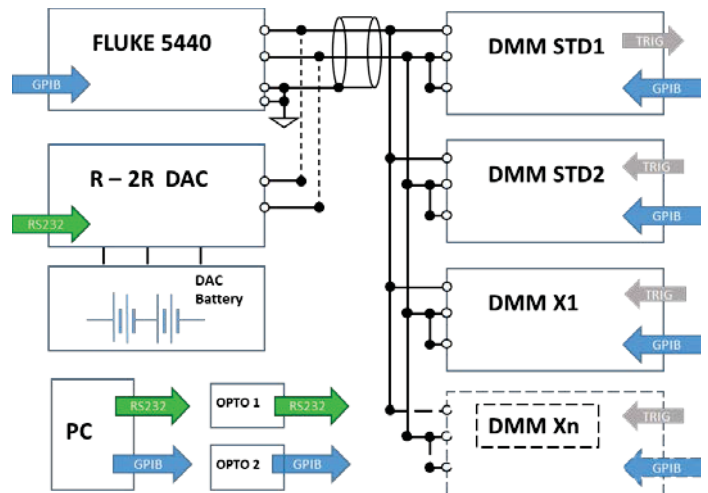 FLUKE 5440
GPIB
R – 2R DAC
RS232
DAC
Battery
PC
RS232
GPIB
OPTO 1
RS232
OPTO 2
GPIB
DMM STD1
TRIG
GPIB
DMM STD2
TRIG
GPIB
DMM X1
TRIG
GPIB
DMM Xn
TRIG
GPIB